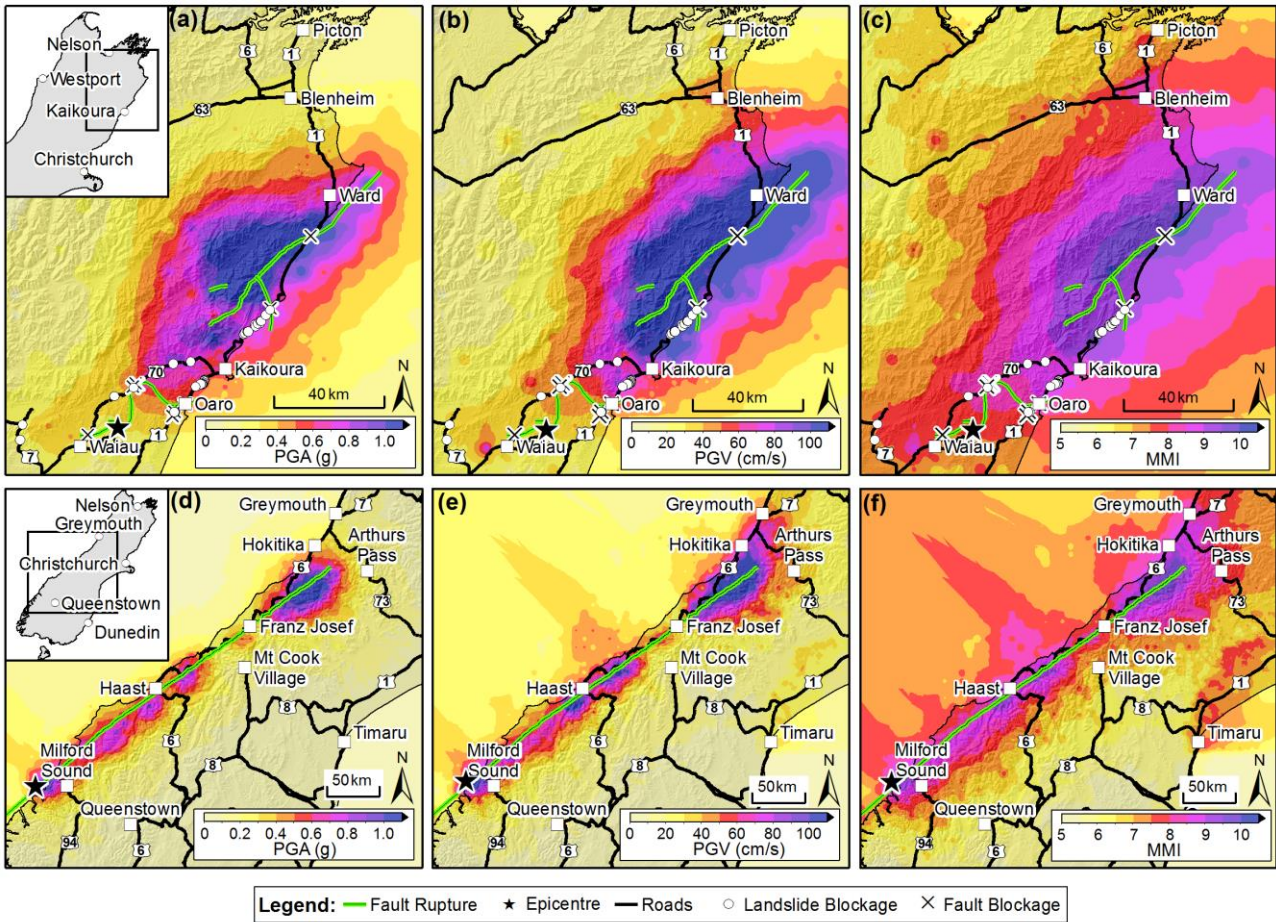 (a)
Nelson
Westport
Kaikoura
Christchurch
6
1
Picton
Blenheim
63
1
Ward
70
Kaikoura
Oaro
Waiau
1
7
N
40 km
0 0.2 0.4 0.6 0.8 1.0
PGA (g)
(b)
6
1
Picton
Blenheim
63
1
Ward
70
Kaikoura
Oaro
Waiau
1
7
N
40 km
0 20 40 60 80 100
PGV (cm/s)
(c)
6
1
Picton
Blenheim
63
1
Ward
70
Kaikoura
Oaro
Waiau
1
7
N
40 km
5 6 7 8 9 10
MMI
(d)
Nelson
Greymouth
Christchurch
Queenstown
Dunedin
Greymouth
7
Hokitika
Arthurs
Pass
6
73
Franz Josef
Mt Cook
Village
Haast
1
8
6
Timaru
Milford
Sound
8
50km
N
Queenstown
94
6
0 0.2 0.4 0.6 0.8 1.0
PGA (g)
(e)
Greymouth
7
Hokitika
Arthurs
Pass
6
73
Franz Josef
Mt Cook
Village
Haast
1
8
6
Timaru
Milford
Sound
8
50km
N
Queenstown
94
6
0 20 40 60 80 100
PGV (cm/s)
(f)
Greymouth
7
Hokitika
Arthurs
Pass
6
73
Franz Josef
Mt Cook
Village
Haast
1
8
6
Timaru
Milford
Sound
8
50km
N
Queenstown
94
6
5 6 7 8 9 10
MMI
Legend: Fault Rupture Epicentre Roads Landslide Blockage Fault Blockage